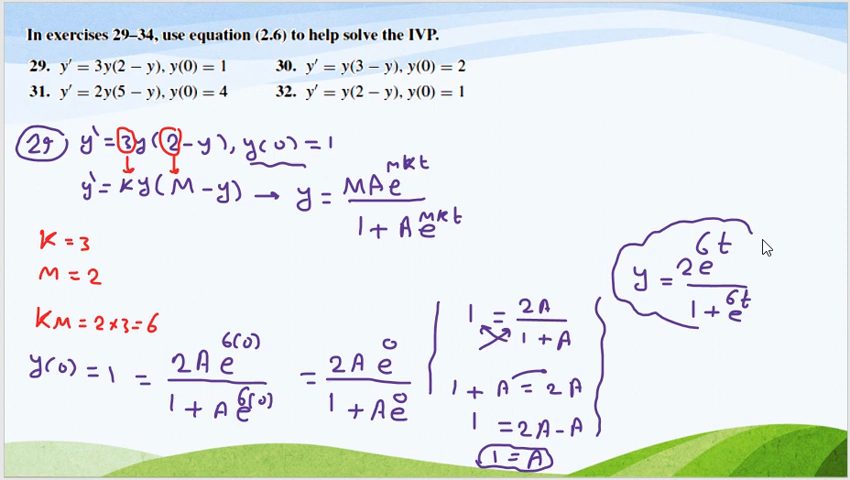 In exercises 29–34, use equation (2.6) to help solve the IVP.
29. y′ = 3y(2 − y), y(0) = 1
30. y′ = y(3 − y), y(0) = 2
31. y′ = 2y(5 − y), y(0) = 4
32. y′ = y(2 − y), y(0) = 1
29) y` = 3y(2-y), y(0) = 1
y` = ky(M-y) → y = MAe^{Mkt} / (1 + Ae^{Mkt})
K = 3
M = 2
KM = 2×3 = 6
y(0) = 1 = 2Ae^{6(0)} / (1 + Ae^{6(0)}) = 2Ae^{0} / (1 + Ae^{0})
1 = 2A / (1 + A)
1 + A = 2A
1 = 2A - A
1 = A
y = 2e^{6t} / (1 + e^{6t})